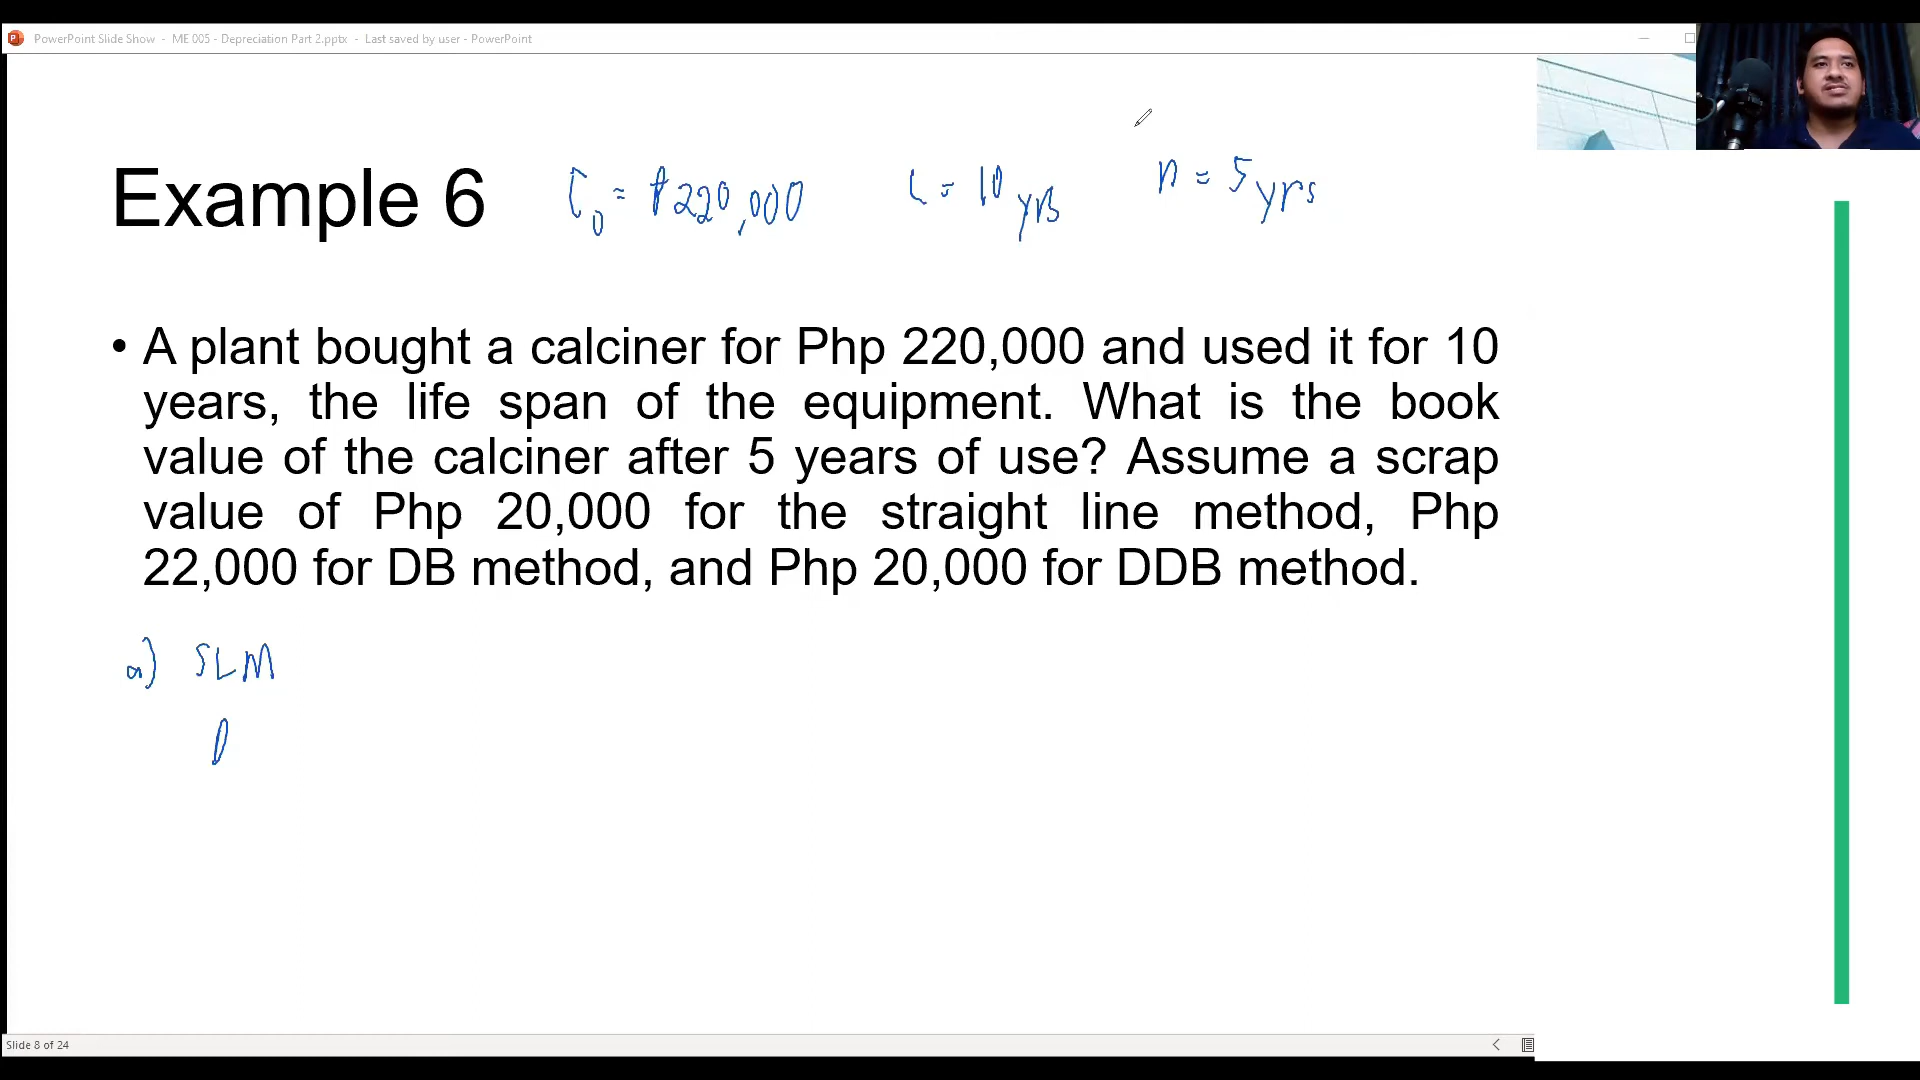 PowerPoint Slide Show - ME 005 - Depreciation Part 2.pptx - Last saved by user - PowerPoint
Example 6 C₀ = ₱220,000 L = 10 yrs n = 5 yrs
• A plant bought a calciner for Php 220,000 and used it for 10
years, the life span of the equipment. What is the book
value of the calciner after 5 years of use? Assume a scrap
value of Php 20,000 for the straight line method, Php
22,000 for DB method, and Php 20,000 for DDB method.
a) SLM
D
Slide 8 of 24